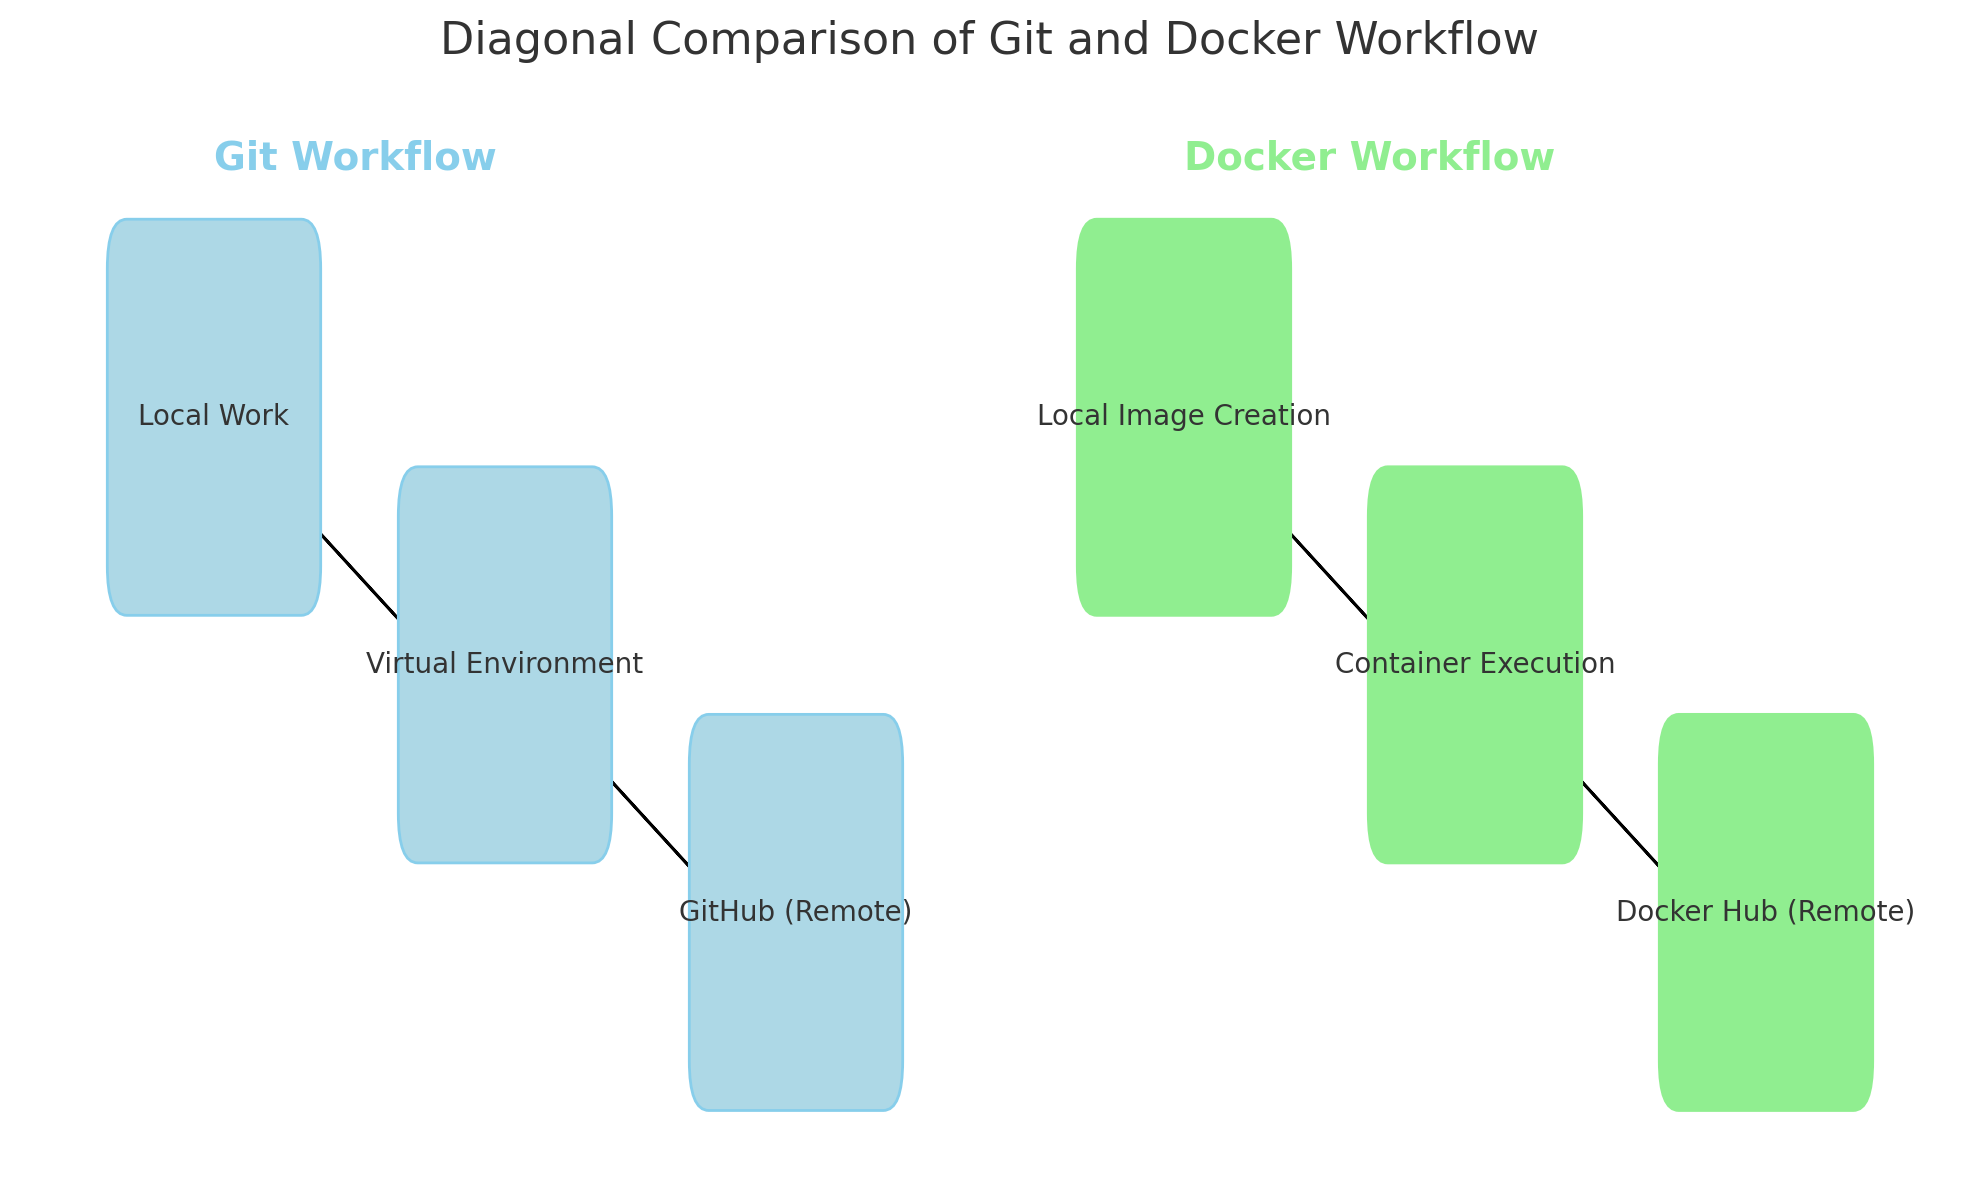 Diagonal Comparison of Git and Docker Workflow
Git Workflow
Local Work
Virtual Environment
GitHub (Remote)
Docker Workflow
Local Image Creation
Container Execution
Docker Hub (Remote)